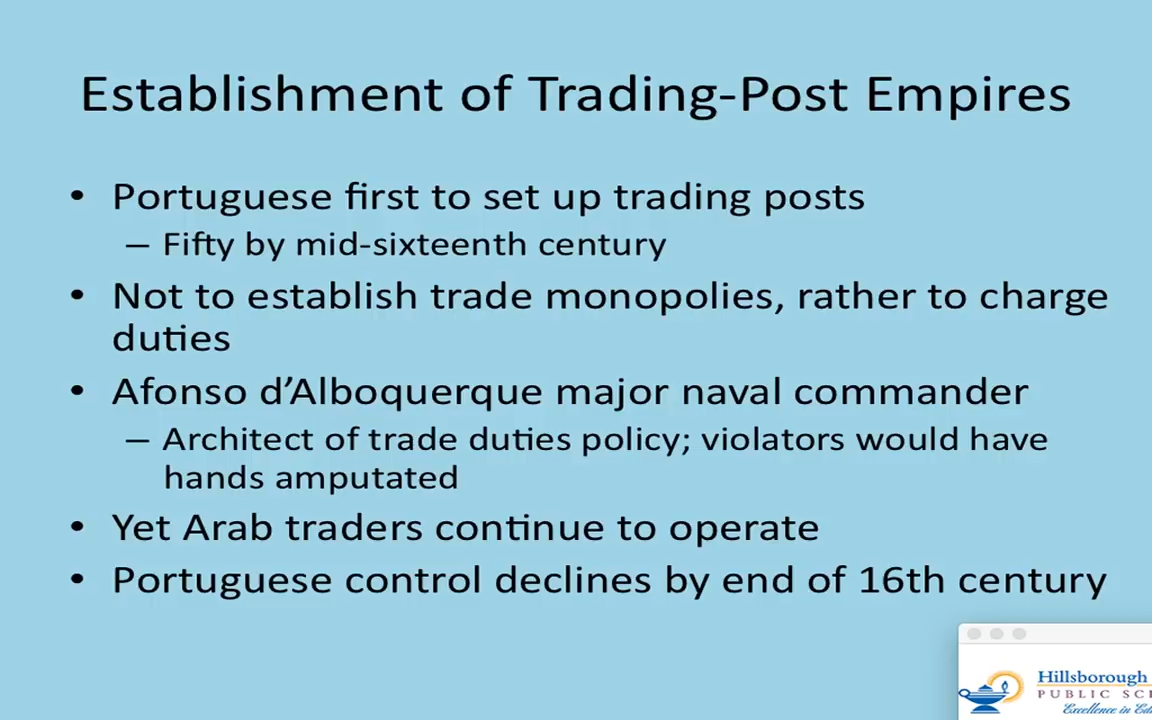 Establishment of Trading-Post Empires
• Portuguese first to set up trading posts
– Fifty by mid-sixteenth century
• Not to establish trade monopolies, rather to charge
duties
• Afonso d’Alboquerque major naval commander
– Architect of trade duties policy; violators would have
hands amputated
• Yet Arab traders continue to operate
• Portuguese control declines by end of 16th century
Hillsborough
PUBLIC
Excellence in